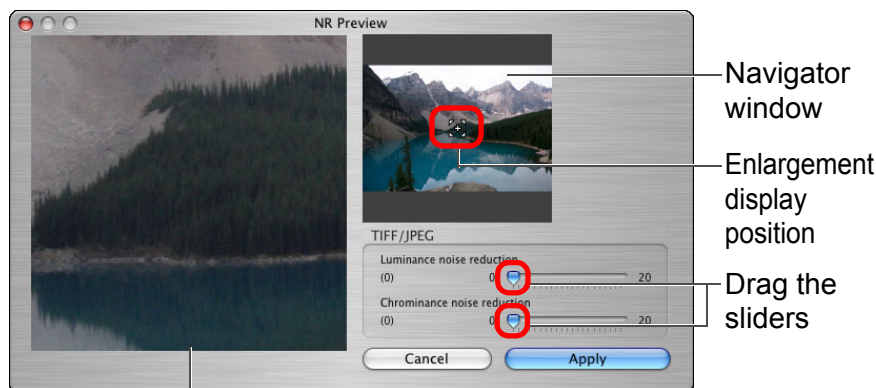 NR Preview
Navigator
window
Enlargement
display
position
TIFF/JPEG
Luminance noise reduction
(0) 0 20
Chrominance noise reduction
(0) 0 20
Drag the
sliders
Cancel Apply